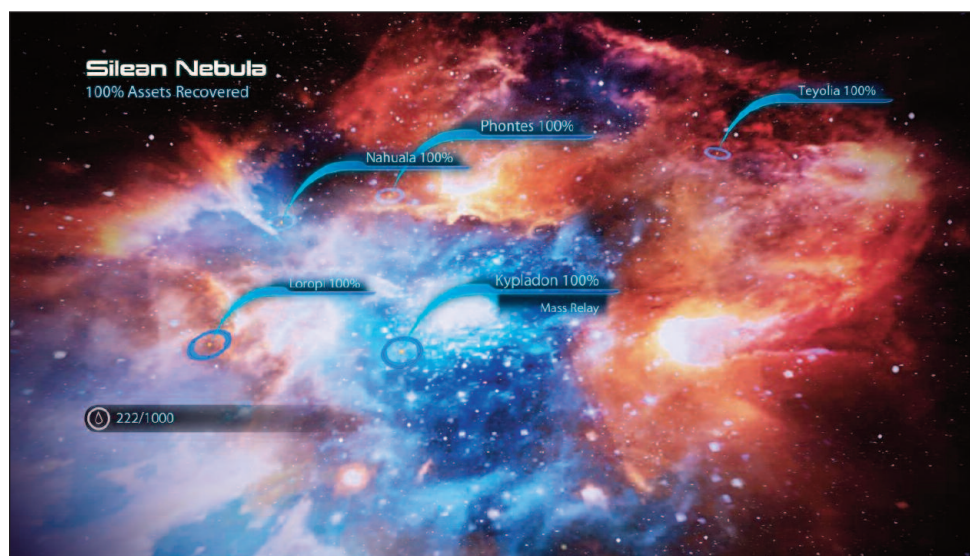 Silean Nebula
100% Assets Recovered
Teyolia 100%
Phontes 100%
Nahuala 100%
Loropi 100%
Kypladon 100%
Mass Relay
222/1000